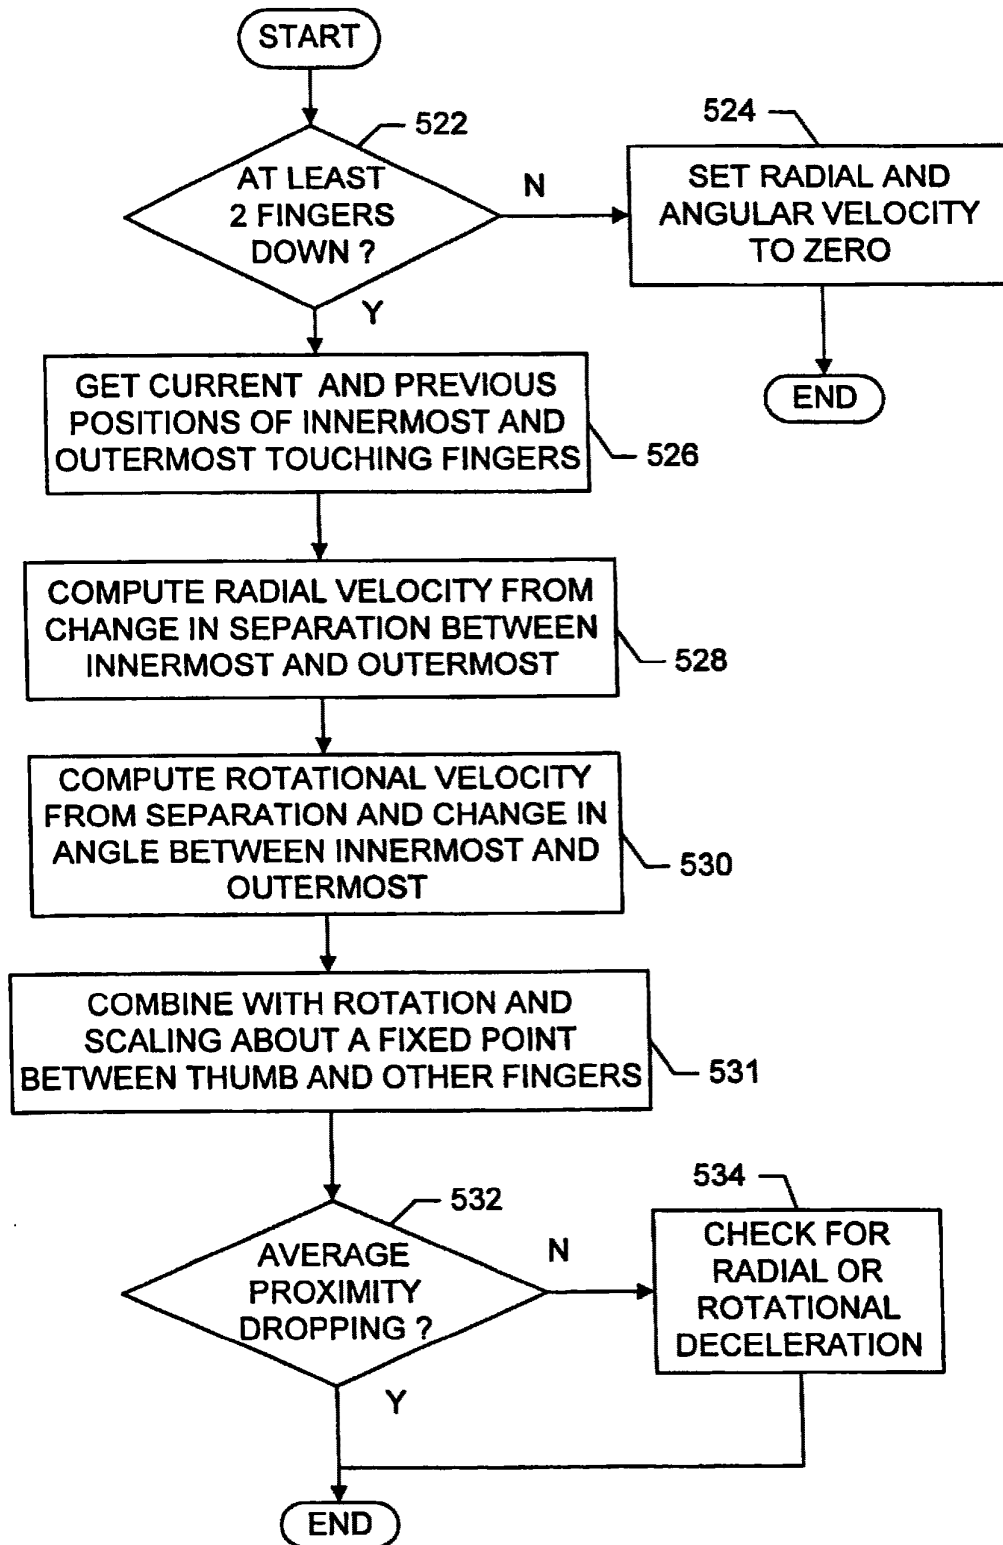 START
522
AT LEAST
2 FINGERS
DOWN ?
N
Y
524
SET RADIAL AND
ANGULAR VELOCITY
TO ZERO
END
GET CURRENT AND PREVIOUS
POSITIONS OF INNERMOST AND
OUTERMOST TOUCHING FINGERS
526
COMPUTE RADIAL VELOCITY FROM
CHANGE IN SEPARATION BETWEEN
INNERMOST AND OUTERMOST
528
COMPUTE ROTATIONAL VELOCITY
FROM SEPARATION AND CHANGE IN
ANGLE BETWEEN INNERMOST AND
OUTERMOST
530
COMBINE WITH ROTATION AND
SCALING ABOUT A FIXED POINT
BETWEEN THUMB AND OTHER FINGERS
531
532
AVERAGE
PROXIMITY
DROPPING ?
N
Y
534
CHECK FOR
RADIAL OR
ROTATIONAL
DECELERATION
END